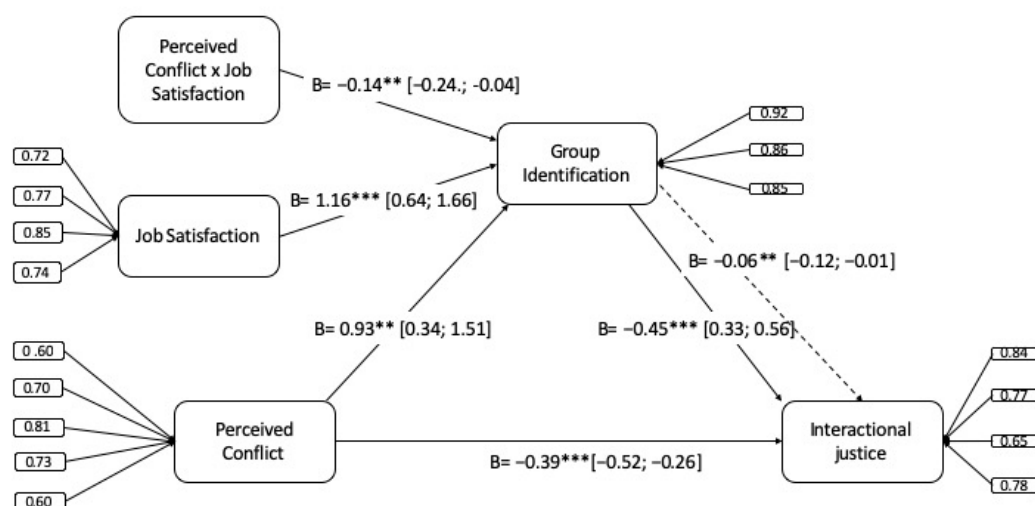 Perceived
Conflict x Job
Satisfaction
B= −0.14** [−0.24.; -0.04]
0.92
0.86
0.85
Group
Identification
0.72
0.77
0.85
0.74
Job Satisfaction
B= 1.16*** [0.64; 1.66]
B= −0.06** [−0.12; −0.01]
B= 0.93** [0.34; 1.51]
B= −0.45*** [0.33; 0.56]
0 .60
0.70
0.81
0.73
0.60
Perceived
Conflict
B= −0.39***[−0.52; −0.26]
Interactional
justice
0.84
0.77
0.65
0.78